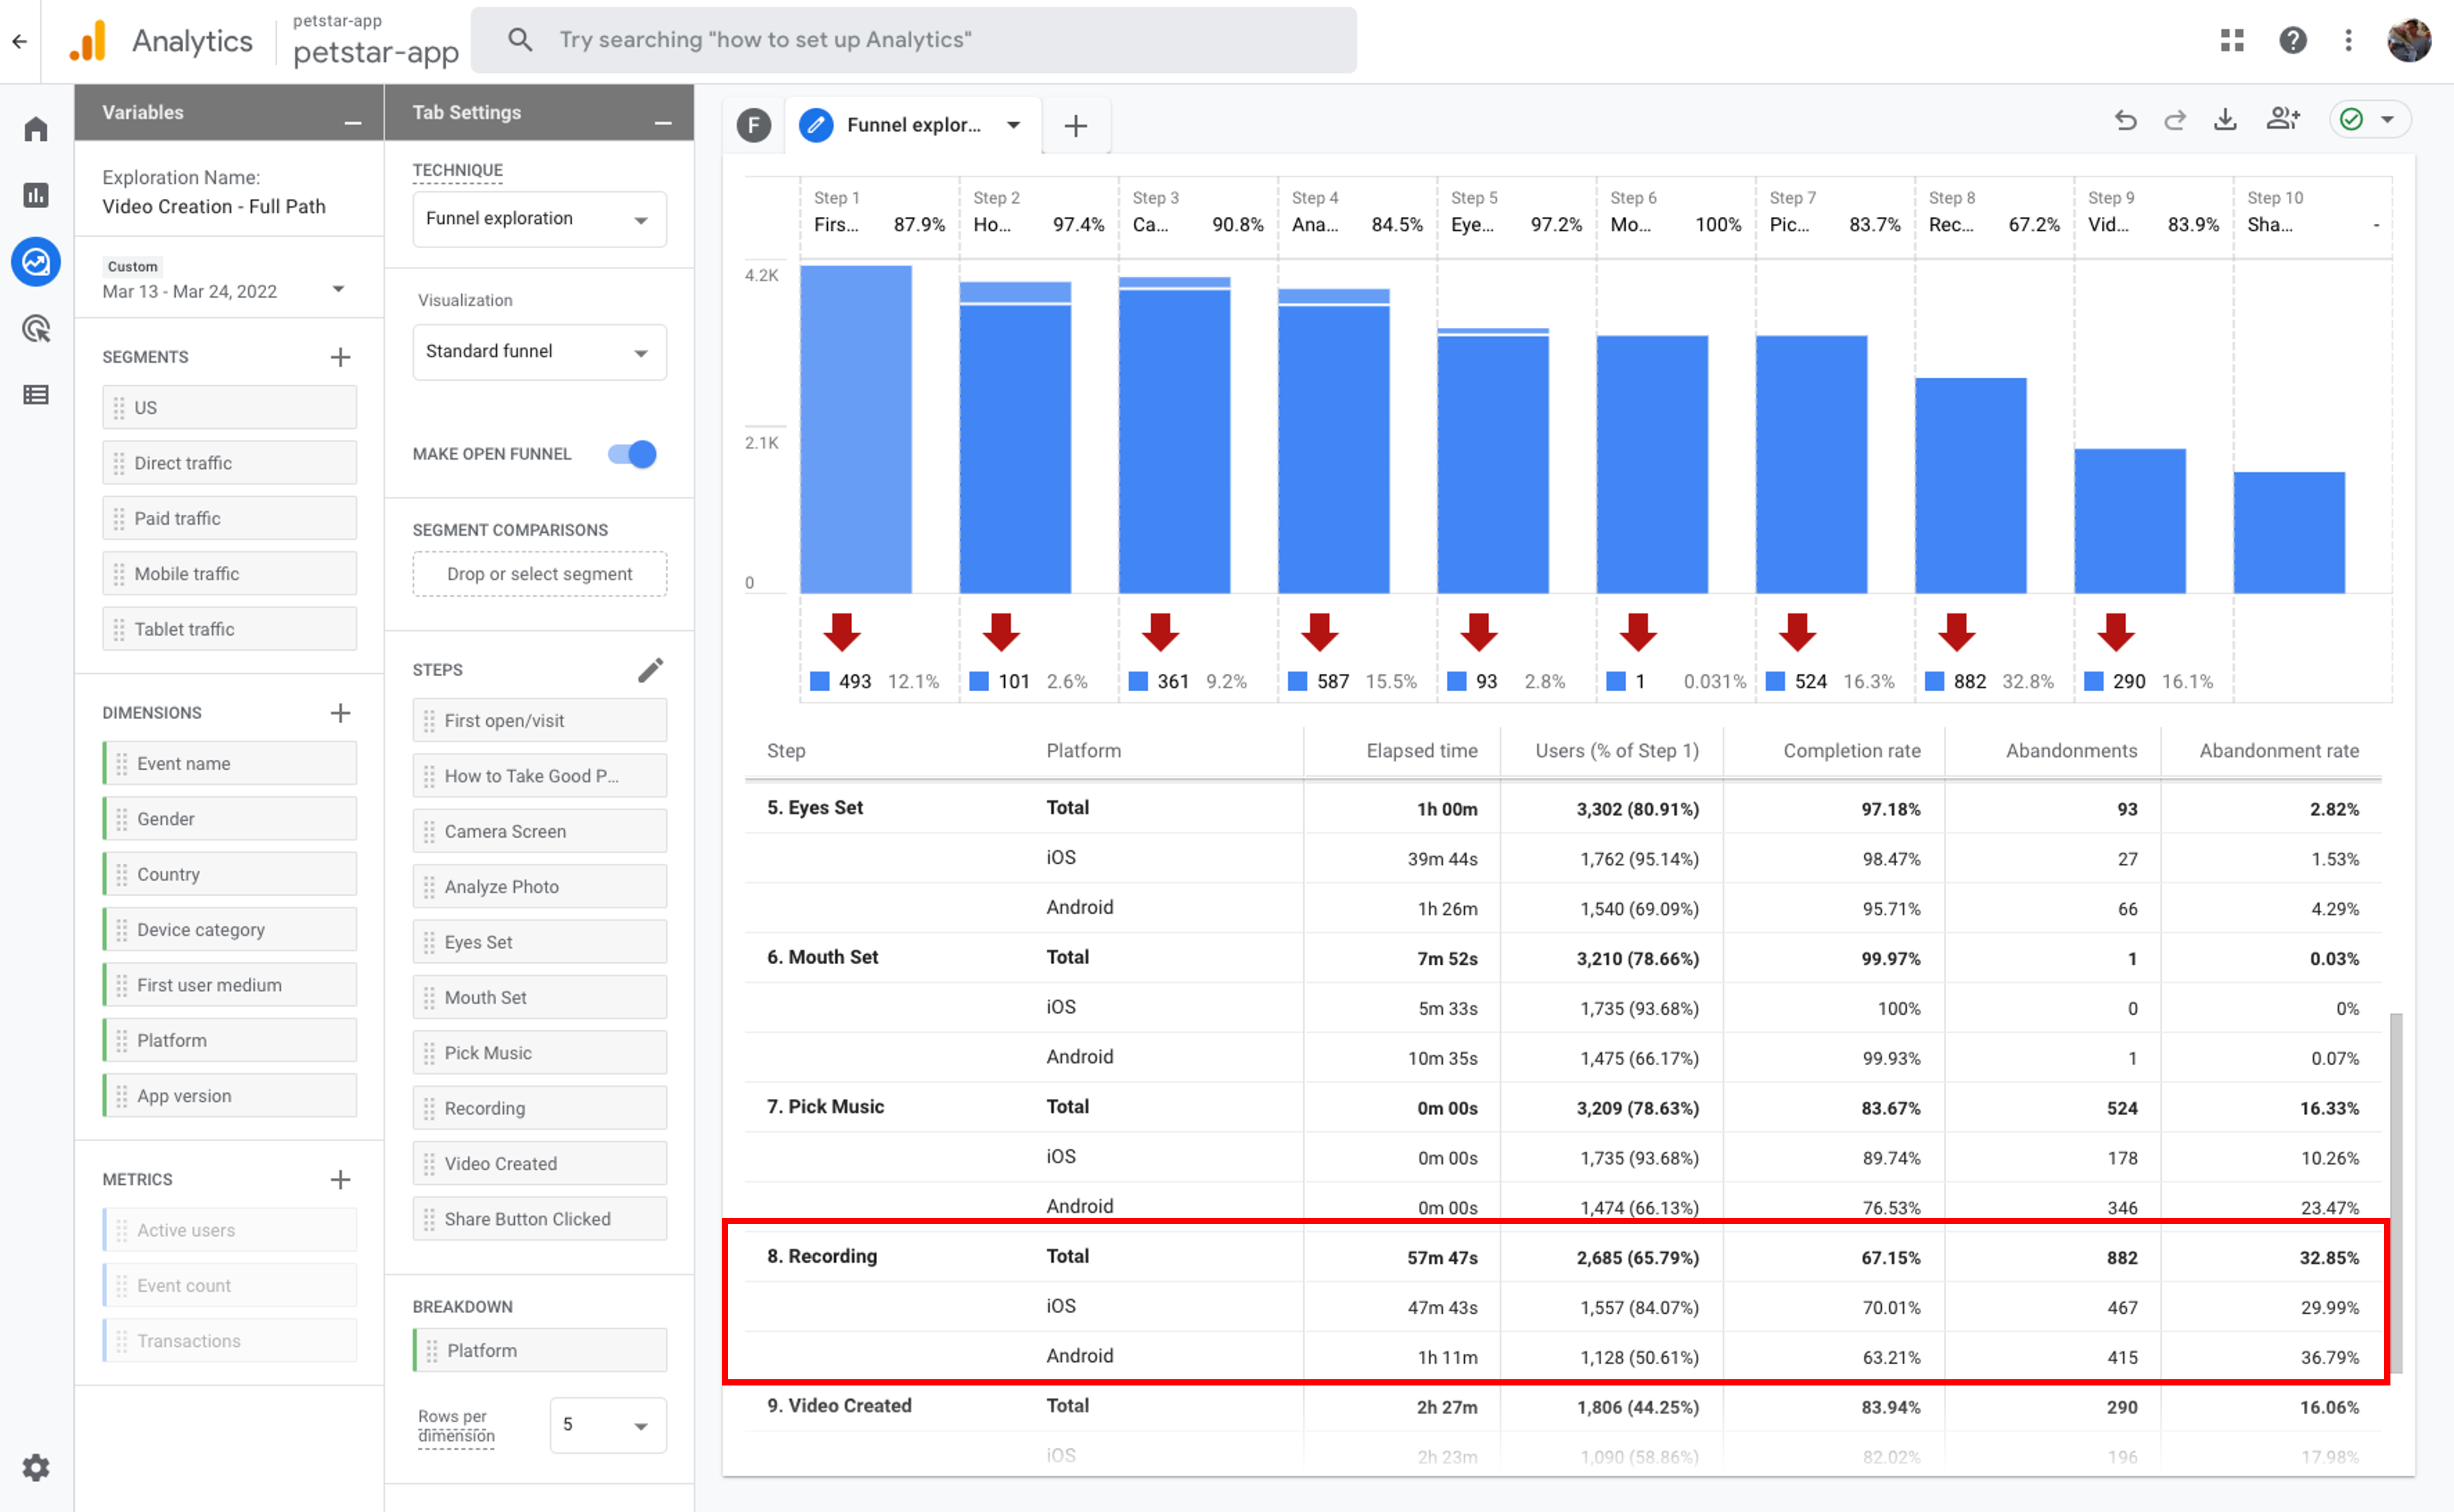 petstar-app
Analytics
petstar-app
Try searching "how to set up Analytics"
Variables
Exploration Name:
Video Creation - Full Path
Custom
Mar 13 - Mar 24, 2022
SEGMENTS
US
Direct traffic
Paid traffic
Mobile traffic
Tablet traffic
DIMENSIONS
Event name
Gender
Country
Device category
First user medium
Platform
App version
METRICS
Active users
Event count
Transactions
Tab Settings
TECHNIQUE
Funnel exploration
Visualization
Standard funnel
MAKE OPEN FUNNEL
SEGMENT COMPARISONS
Drop or select segment
STEPS
First open/visit
How to Take Good P...
Camera Screen
Analyze Photo
Eyes Set
Mouth Set
Pick Music
Recording
Video Created
Share Button Clicked
BREAKDOWN
Platform
Rows per
dimension
5
F
Funnel explor...
Step 1 Step 2 Step 3 Step 4 Step 5 Step 6 Step 7 Step 8 Step 9 Step 10
Firs... 87.9% Ho... 97.4% Ca... 90.8% Ana... 84.5% Eye... 97.2% Mo... 100% Pic... 83.7% Rec... 67.2% Vid... 83.9% Sha... -
4.2K
2.1K
0
493 12.1% 101 2.6% 361 9.2% 587 15.5% 93 2.8% 1 0.031% 524 16.3% 882 32.8% 290 16.1%
Step Platform Elapsed time Users (% of Step 1) Completion rate Abandonments Abandonment rate
5. Eyes Set Total 1h 00m 3,302 (80.91%) 97.18% 93 2.82%
iOS 39m 44s 1,762 (95.14%) 98.47% 27 1.53%
Android 1h 26m 1,540 (69.09%) 95.71% 66 4.29%
6. Mouth Set Total 7m 52s 3,210 (78.66%) 99.97% 1 0.03%
iOS 5m 33s 1,735 (93.68%) 100% 0 0%
Android 10m 35s 1,475 (66.17%) 99.93% 1 0.07%
7. Pick Music Total 0m 00s 3,209 (78.63%) 83.67% 524 16.33%
iOS 0m 00s 1,735 (93.68%) 89.74% 178 10.26%
Android 0m 00s 1,474 (66.13%) 76.53% 346 23.47%
8. Recording Total 57m 47s 2,685 (65.79%) 67.15% 882 32.85%
iOS 47m 43s 1,557 (84.07%) 70.01% 467 29.99%
Android 1h 11m 1,128 (50.61%) 63.21% 415 36.79%
9. Video Created Total 2h 27m 1,806 (44.25%) 83.94% 290 16.06%
iOS 2h 23m 1,090 (58.86%) 82.02% 196 17.98%